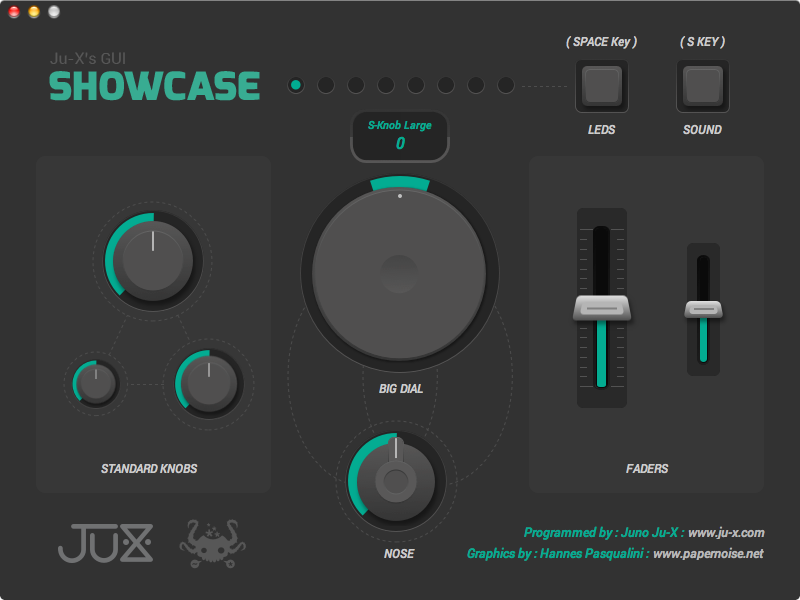 ( SPACE Key )
( S KEY )
Ju-X's GUI
SHOWCASE
S-Knob Large
0
LEDS
SOUND
BIG DIAL
STANDARD KNOBS
FADERS
JUX
NOSE
Programmed by : Juno Ju-X : www.ju-x.com
Graphics by : Hannes Pasqualini : www.papernoise.net